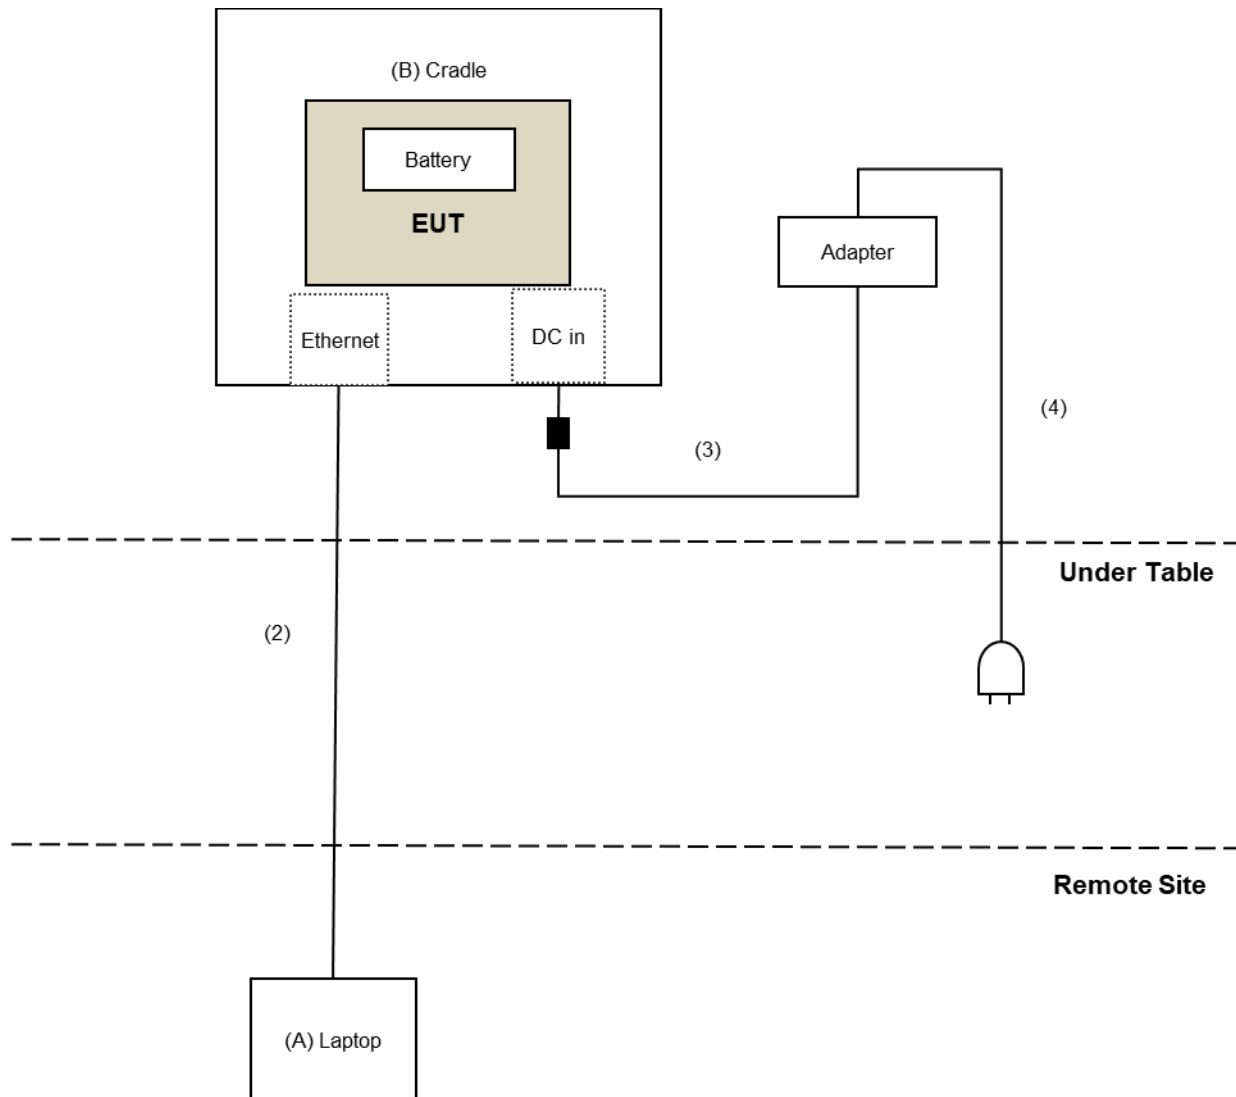 (B) Cradle
Battery
EUT
Adapter
Ethernet
DC in
(4)
(3)
Under Table
(2)
Remote Site
(A) Laptop